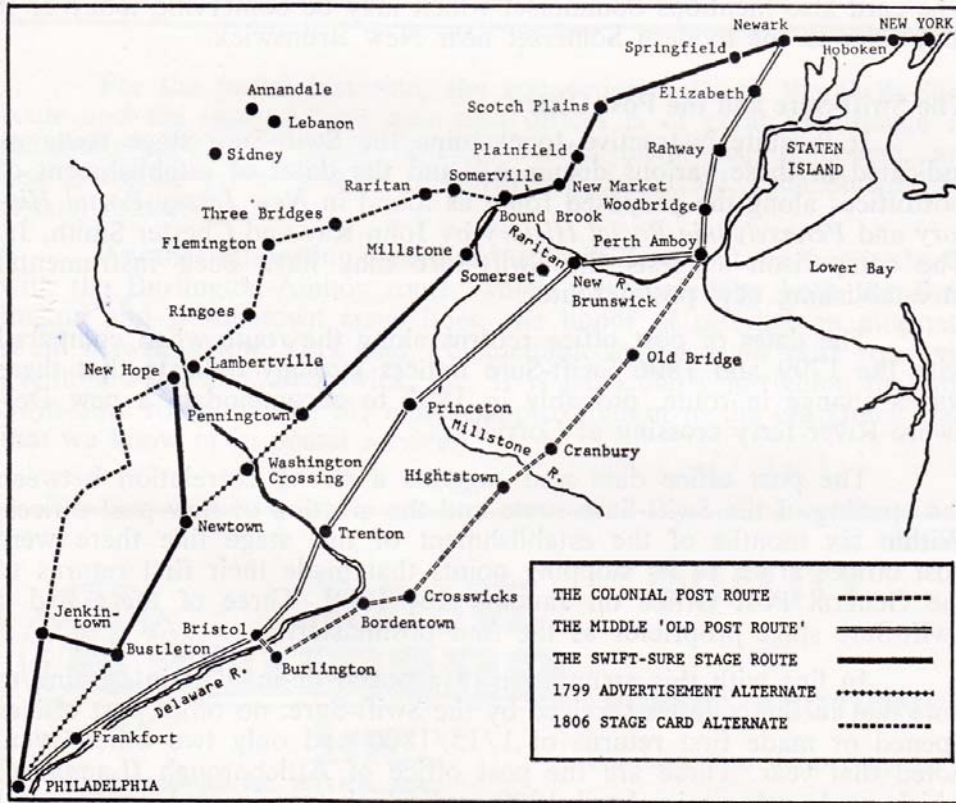 Newark
NEW YORK
Hoboken
Springfield
Elizabeth
Annandale
Lebanon
Scotch Plains
STATEN
ISLAND
Sidney
Plainfield
Rahway
Raritan
Somerville
New Market
Woodbridge
Three Bridges
Bound Brook
Flemington
Millstone
Raritan R.
Perth Amboy
Somerset
Lower Bay
New
Brunswick
Ringoes
Old Bridge
New Hope
Lambertville
Pennington
Princeton
Millstone R.
Cranbury
Washington
Crossing
Hightstown
Newtown
Trenton
Crosswicks
Bordentown
Jenkin-
town
Bristol
Bustleton
Burlington
Delaware R.
Frankfort
PHILADELPHIA
THE COLONIAL POST ROUTE
THE MIDDLE 'OLD POST ROUTE'
THE SWIFT-SURE STAGE ROUTE
1799 ADVERTISEMENT ALTERNATE
1806 STAGE CARD ALTERNATE